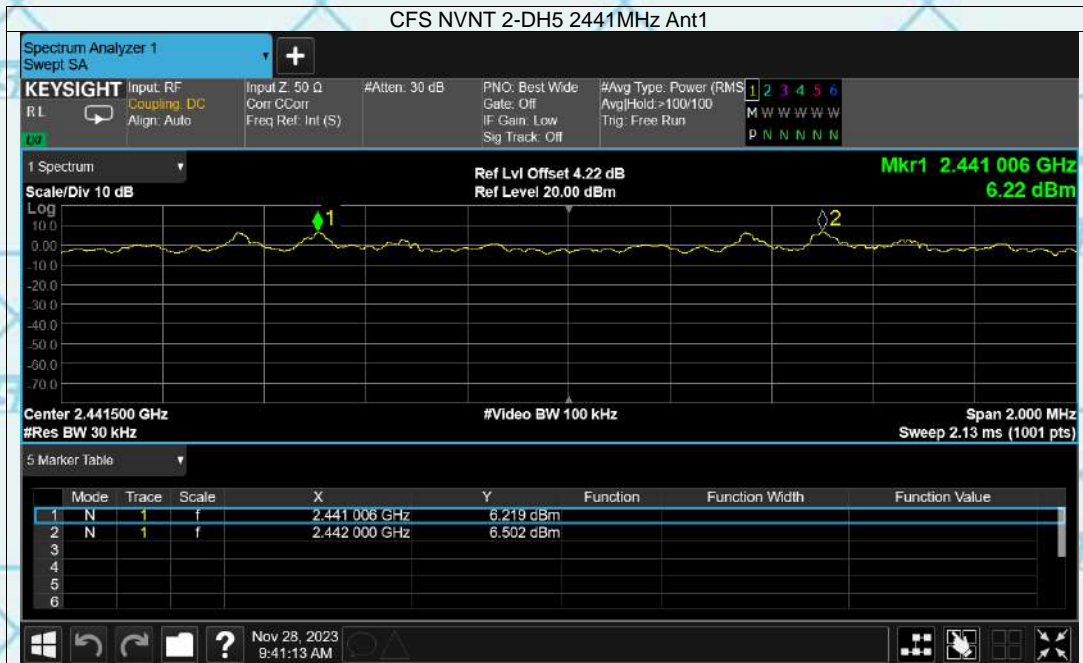 CFS NVNT 2-DH5 2441MHz Ant1
Spectrum Analyzer 1
Swept SA
+
KEYSIGHT Input: RF Input Z: 50 Ω #Atten: 30 dB PNO: Best Wide #Avg Type: Power (RMS 1 2 3 4 5 6
RL Coupling: DC Corr CCorr Gate: Off Avg|Hold:>100/100 M W W W W W
Align: Auto Freq Ref: Int (S) IF Gain: Low Trig: Free Run
LXI Sig Track: Off P N N N N N
1 Spectrum Ref Lvl Offset 4.22 dB Mkr1 2.441 006 GHz
Scale/Div 10 dB Ref Level 20.00 dBm 6.22 dBm
Log
10.0
1
2
0.00
-10.0
-20.0
-30.0
-40.0
-50.0
-60.0
-70.0
Center 2.441500 GHz #Video BW 100 kHz Span 2.000 MHz
#Res BW 30 kHz Sweep 2.13 ms (1001 pts)
5 Marker Table
Mode Trace Scale X Y Function Function Width Function Value
1 N 1 f 2.441 006 GHz 6.219 dBm
2 N 1 f 2.442 000 GHz 6.502 dBm
3
4
5
6
? Nov 28, 2023
9:41:13 AM